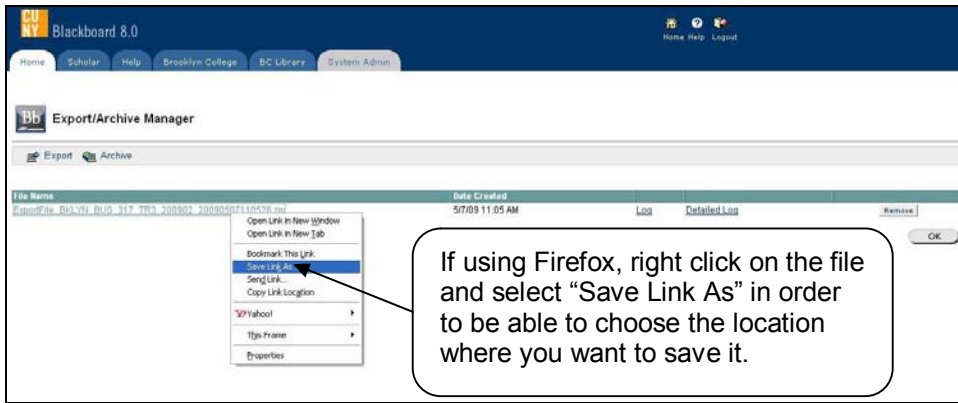 CU
NY
Blackboard 8.0
Home Help Logout
Home Scholar Help Brooklyn College BC Library System Admin
Bb Export/Archive Manager
Export Archive
File Name Date Created
ExportFile_BKLYN_BUS_317_TR3_200902_20090507110526.zip 5/7/09 11:05 AM Log Detailed Log Remove
OK
Open Link in New Window
Open Link in New Tab
Bookmark This Link
Save Link As...
Send Link...
Copy Link Location
Yahoo!
This Frame
Properties
If using Firefox, right click on the file
and select “Save Link As” in order
to be able to choose the location
where you want to save it.